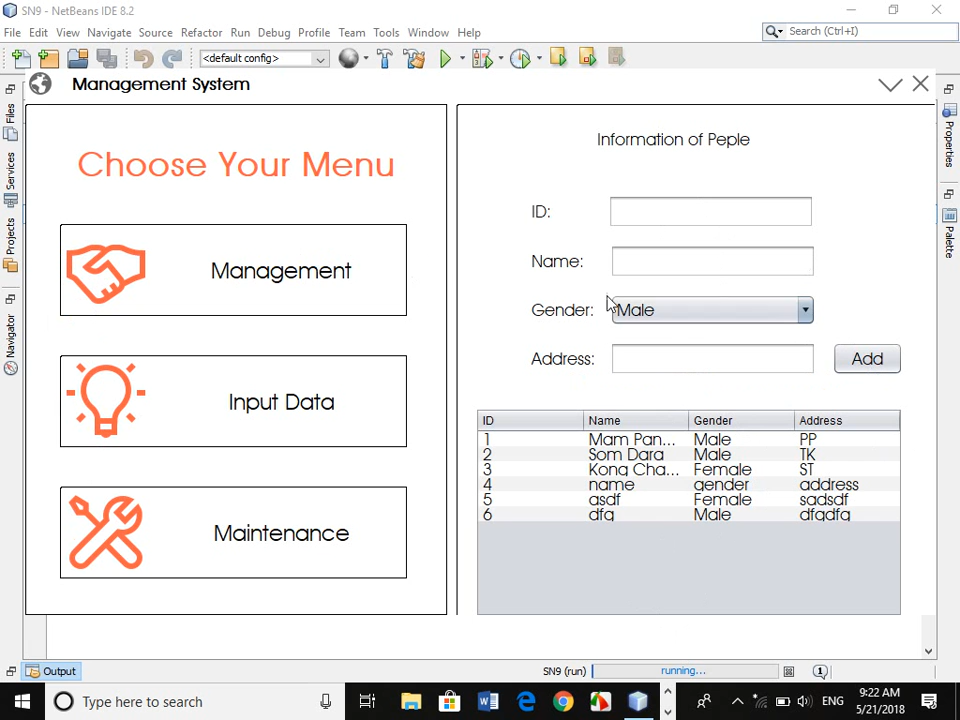 SN9 - NetBeans IDE 8.2
File Edit View Navigate Source Refactor Run Debug Profile Team Tools Window Help
Search (Ctrl+I)
<default config>
Management System
Files
Services
Projects
Navigator
Choose Your Menu
Management
Input Data
Maintenance
Information of Peple
ID:
Name:
Gender: Male
Address: Add
ID Name Gender Address
1 Mam Pan... Male PP
2 Som Dara Male TK
3 Kong Cha... Female ST
4 name gender address
5 asdf Female sadsdf
6 dfg Male dfgdfg
Properties
Palette
Output
SN9 (run) running... 1
Type here to search
ENG
9:22 AM
5/21/2018